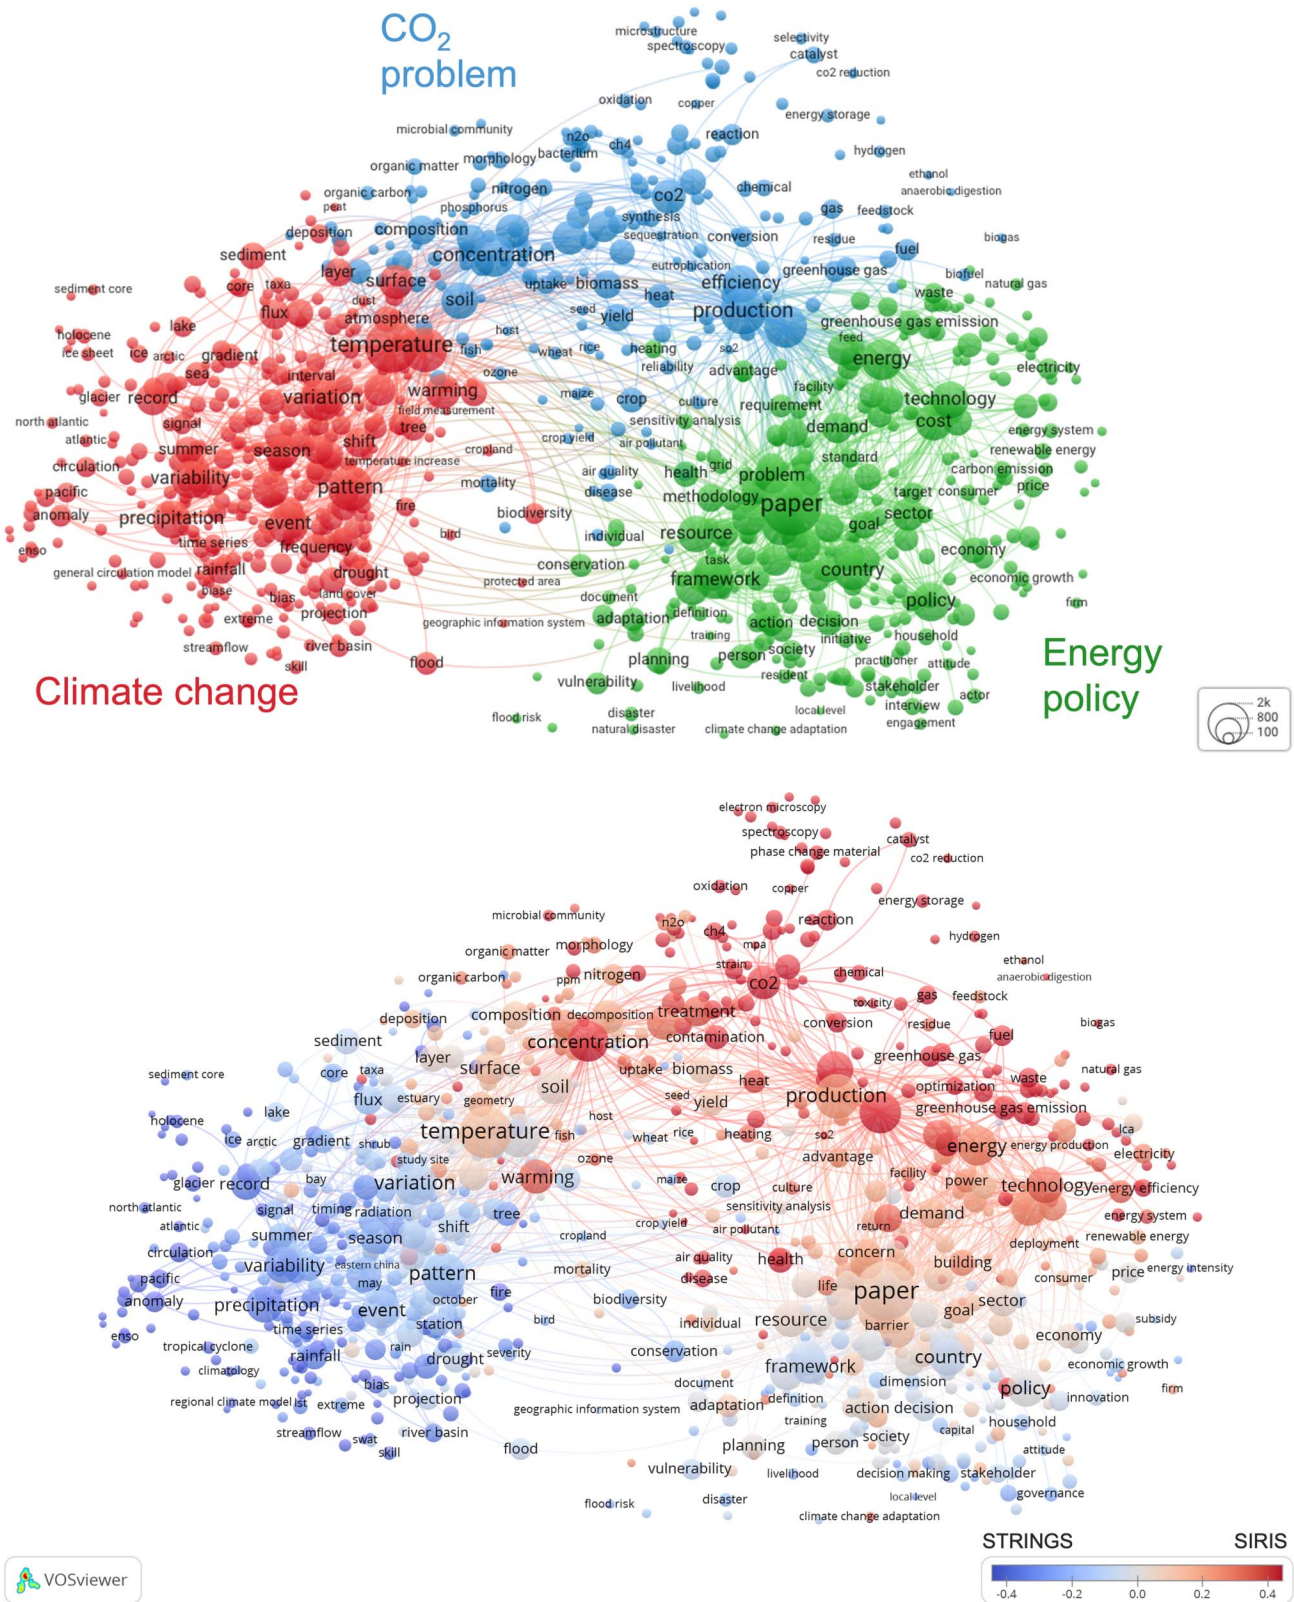 CO2
problem
microstructure
selectivity
spectroscopy
catalyst
co2 reduction
oxidation
copper
energy storage
microbial community
n2o
ch4
reaction
organic matter
morphology
bacterium
hydrogen
organic carbon
nitrogen
co2
chemical
ethanol
anaerobic digestion
peat
phosphorus
synthesis
gas
feedstock
deposition
composition
sequestration
conversion
residue
biogas
sediment
concentration
fuel
layer
surface
eutrophication
greenhouse gas
core
taxa
uptake
biomass
efficiency
biofuel
natural gas
sediment core
dust
soil
heat
waste
flux
atmosphere
seed
yield
production
greenhouse gas emission
holocene
lake
temperature
host
feed
ice sheet
ice
arctic
gradient
fish
wheat
rice
heating
so2
energy
sea
interval
ozone
reliability
advantage
electricity
glacier
record
variation
warming
maize
crop
culture
facility
requirement
technology
north atlantic
signal
field measurement
tree
sensitivity analysis
demand
cost
atlantic
summer
season
shift
crop yield
air pollutant
energy system
circulation
temperature increase
cropland
standard
renewable energy
variability
pattern
mortality
air quality
health
grid
problem
carbon emission
pacific
disease
methodology
paper
target
consumer
price
anomaly
precipitation
event
fire
biodiversity
sector
enso
time series
frequency
bird
individual
resource
goal
general circulation model
rainfall
drought
conservation
task
country
economy
biase
bias
land cover
protected area
framework
economic growth
extreme
projection
document
policy
firm
geographic information system
adaptation
definition
action
decision
streamflow
river basin
training
initiative
household
skill
flood
planning
person
society
practitioner
attitude
vulnerability
livelihood
resident
stakeholder
actor
interview
flood risk
disaster
local level
engagement
natural disaster
climate change adaptation
Climate change
Energy
policy
2k
800
100
electron microscopy
spectroscopy
catalyst
phase change material
co2 reduction
oxidation
copper
energy storage
microbial community
n2o
ch4
reaction
organic matter
morphology
mpa
hydrogen
organic carbon
ppm
nitrogen
strain
co2
chemical
ethanol
anaerobic digestion
deposition
composition
decomposition
treatment
toxicity
gas
feedstock
sediment
concentration
contamination
conversion
residue
fuel
biogas
layer
surface
uptake
biomass
greenhouse gas
sediment core
core
taxa
soil
heat
optimization
waste
natural gas
flux
estuary
geometry
seed
yield
production
greenhouse gas emission
holocene
lake
temperature
host
lca
ice
arctic
gradient
shrub
fish
wheat
rice
heating
so2
energy
energy production
electricity
study site
ozone
advantage
glacier
record
bay
variation
warming
maize
crop
culture
facility
power
technology
energy efficiency
north atlantic
signal
timing
radiation
tree
sensitivity analysis
demand
energy system
atlantic
summer
season
shift
cropland
crop yield
air pollutant
return
renewable energy
circulation
variability
eastern china
pattern
mortality
air quality
health
concern
building
deployment
pacific
may
disease
life
paper
consumer
price
energy intensity
anomaly
precipitation
event
october
fire
biodiversity
goal
sector
enso
time series
station
bird
individual
resource
barrier
economy
subsidy
tropical cyclone
rainfall
rain
drought
severity
conservation
framework
country
economic growth
climatology
bias
document
dimension
policy
firm
regional climate model
lst
extreme
projection
geographic information system
adaptation
definition
action
decision
innovation
streamflow
swat
river basin
training
household
skill
flood
planning
person
society
capital
attitude
vulnerability
livelihood
decision making
stakeholder
flood risk
disaster
local level
governance
climate change adaptation
STRINGS
SIRIS
VOSviewer
-0.4
-0.2
0.0
0.2
0.4